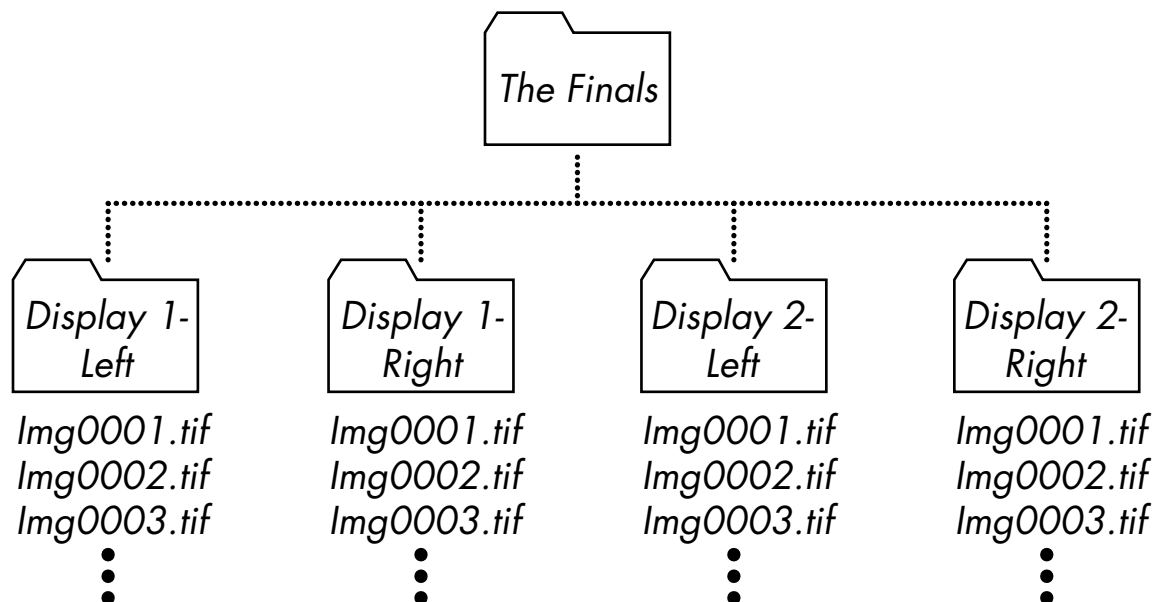 The Finals
Display 1-
Left
Img0001.tif
Img0002.tif
Img0003.tif
Display 1-
Right
Img0001.tif
Img0002.tif
Img0003.tif
Display 2-
Left
Img0001.tif
Img0002.tif
Img0003.tif
Display 2-
Right
Img0001.tif
Img0002.tif
Img0003.tif